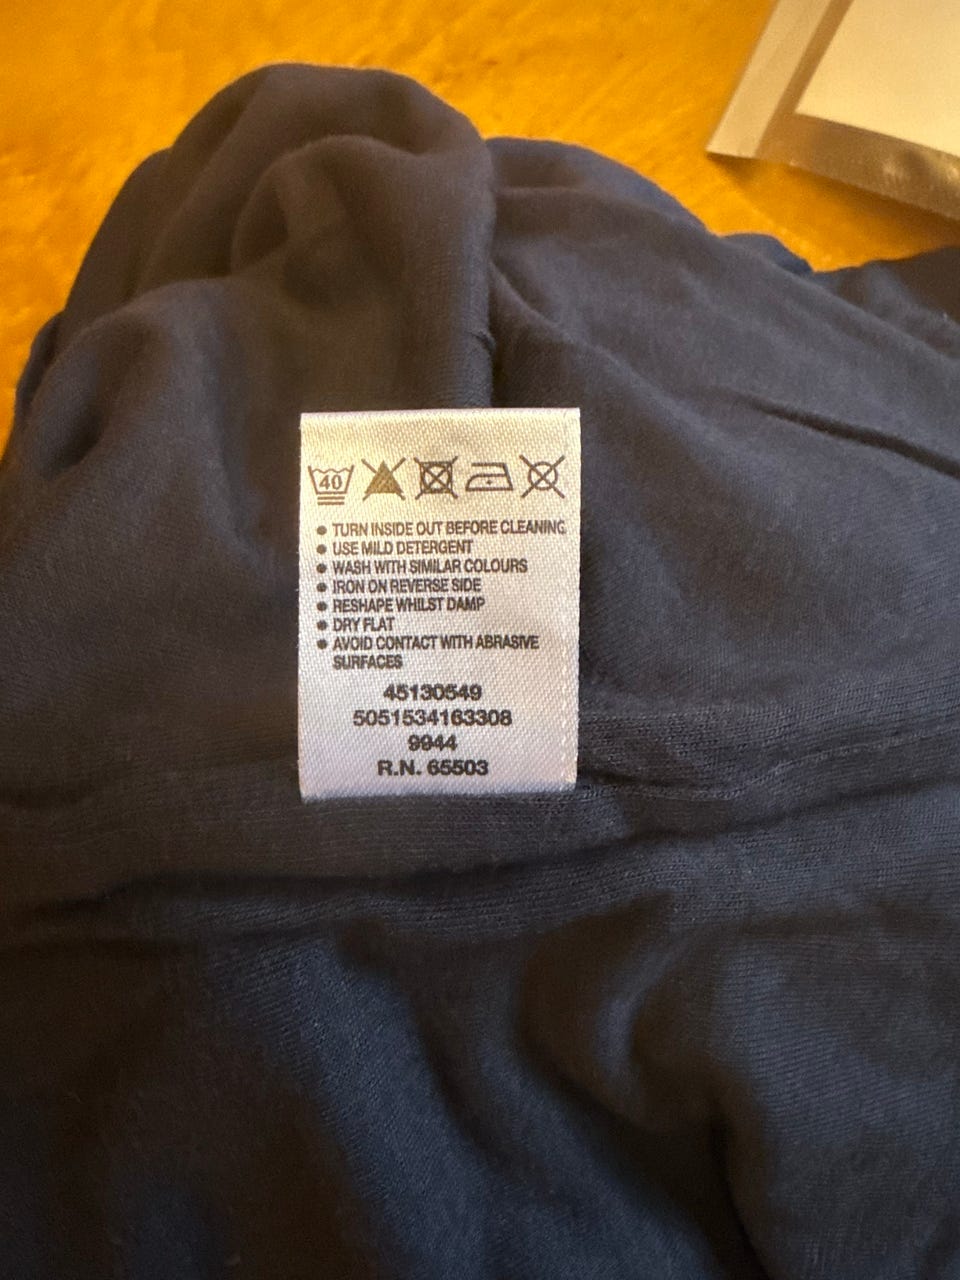 40
● TURN INSIDE OUT BEFORE CLEANING
● USE MILD DETERGENT
● WASH WITH SIMILAR COLOURS
● IRON ON REVERSE SIDE
● RESHAPE WHILST DAMP
● DRY FLAT
● AVOID CONTACT WITH ABRASIVE
SURFACES
45130549
5051534163308
9944
R.N. 65503